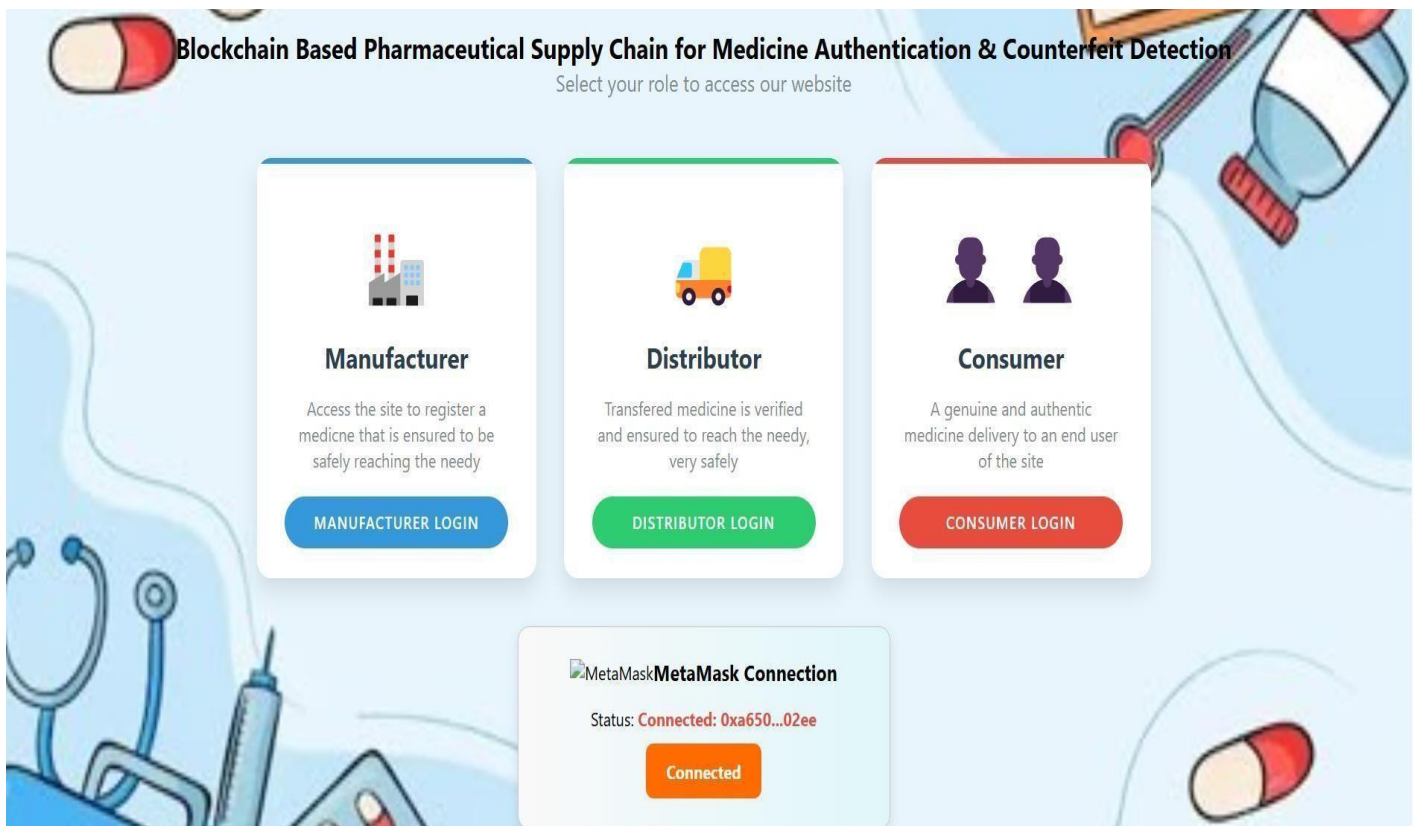 Blockchain Based Pharmaceutical Supply Chain for Medicine Authentication & Counterfeit Detection
Select your role to access our website
Manufacturer
Access the site to register a
medicne that is ensured to be
safely reaching the needy
MANUFACTURER LOGIN
Distributor
Transfered medicine is verified
and ensured to reach the needy,
very safely
DISTRIBUTOR LOGIN
Consumer
A genuine and authentic
medicine delivery to an end user
of the site
CONSUMER LOGIN
MetaMaskMetaMask Connection
Status: Connected: 0xa650...02ee
Connected